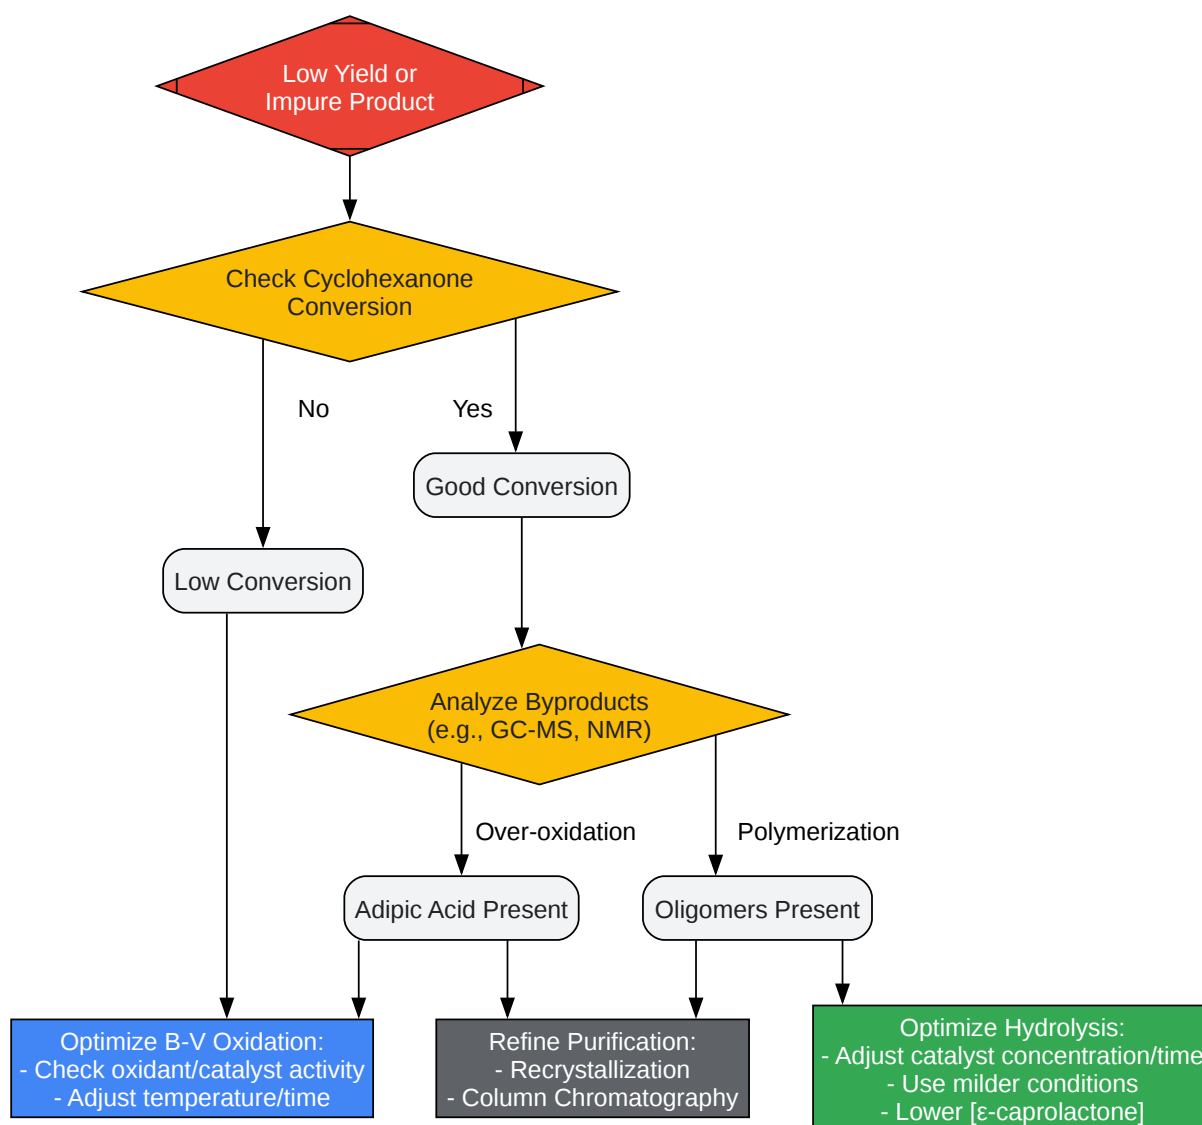 Low Yield or
Impure Product
Check Cyclohexanone
Conversion
No
Yes
Good Conversion
Low Conversion
Analyze Byproducts
(e.g., GC-MS, NMR)
Over-oxidation
Polymerization
Adipic Acid Present
Oligomers Present
Optimize B-V Oxidation:
- Check oxidant/catalyst activity
- Adjust temperature/time
Refine Purification:
- Recrystallization
- Column Chromatography
Optimize Hydrolysis:
- Adjust catalyst concentration/time
- Use milder conditions
- Lower [ε-caprolactone]